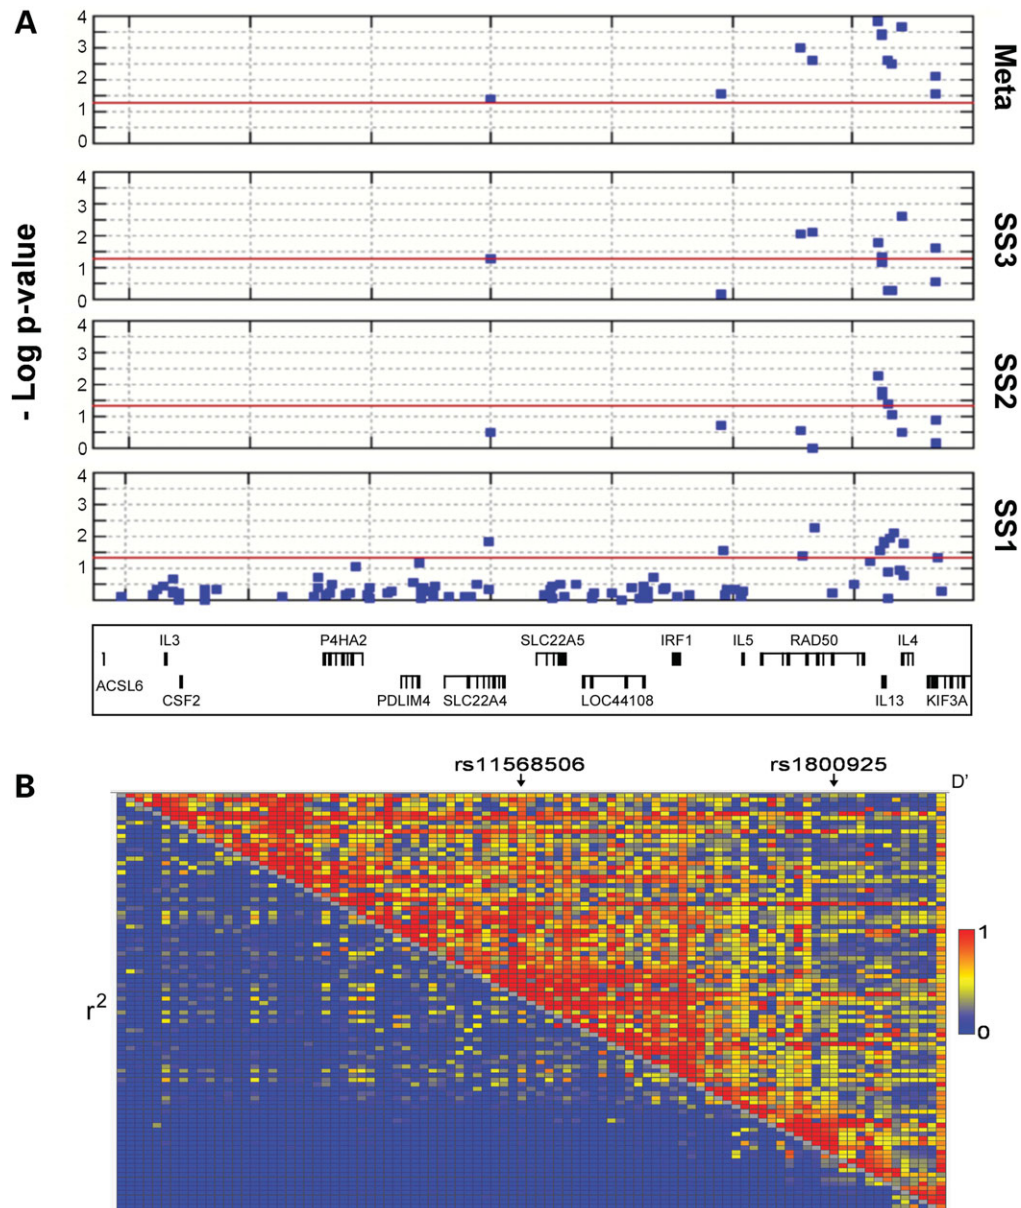 A
4
3
2
1
0
Meta
4
3
2
1
0
SS3
- Log p-value
4
3
2
1
0
SS2
4
3
2
1
SS1
IL3 P4HA2 SLC22A5 IRF1 IL5 RAD50 IL4
ACSL6 CSF2 PDLIM4 SLC22A4 LOC44108 IL13 KIF3A
B
rs11568506 rs1800925
D'
1
0
r²